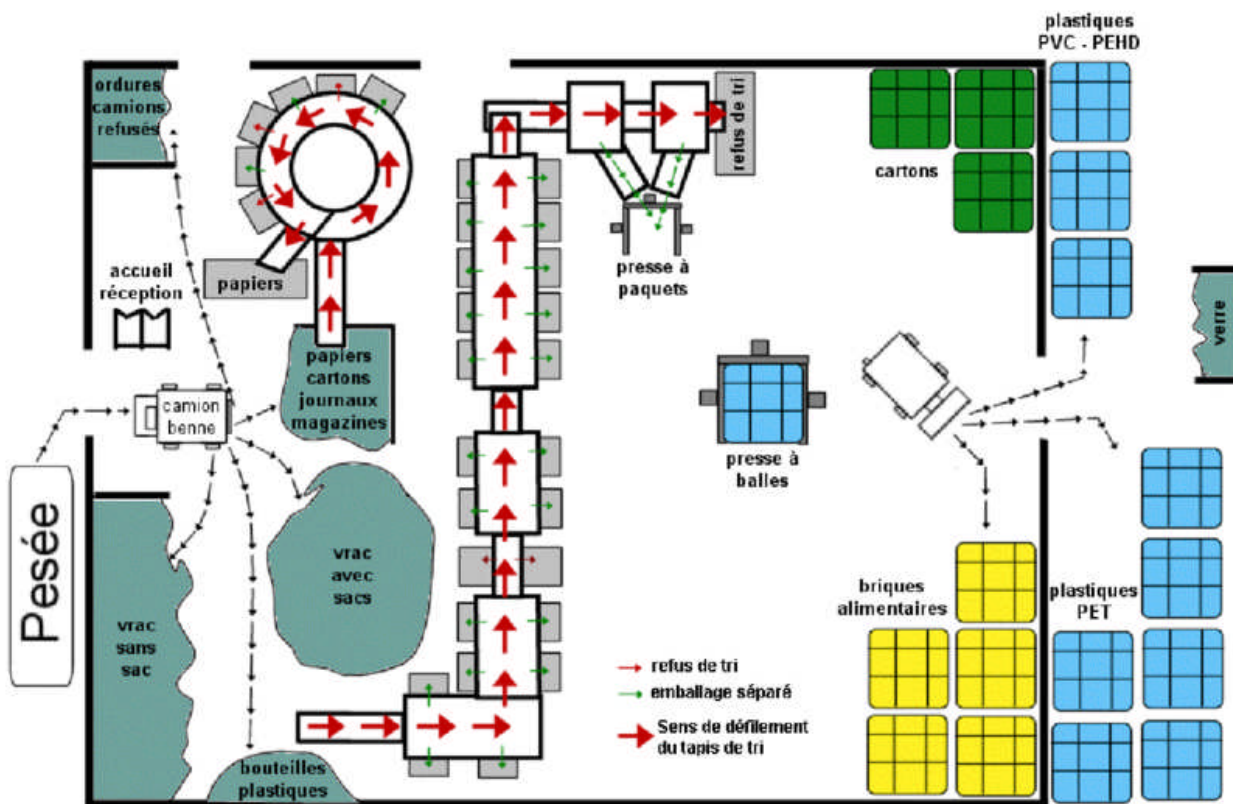 plastiques
PVC - PEHD
ordures
camions
refusés
refus de tri
cartons
accueil
réception
papiers
presse à
paquets
verre
papiers
cartons
journaux
magazines
camion
benne
presse à
balles
Pesée
vrac
avec
sacs
briques
alimentaires
plastiques
PET
vrac
sans
sac
refus de tri
emballage séparé
Sens de défilement
du tapis de tri
bouteilles
plastiques